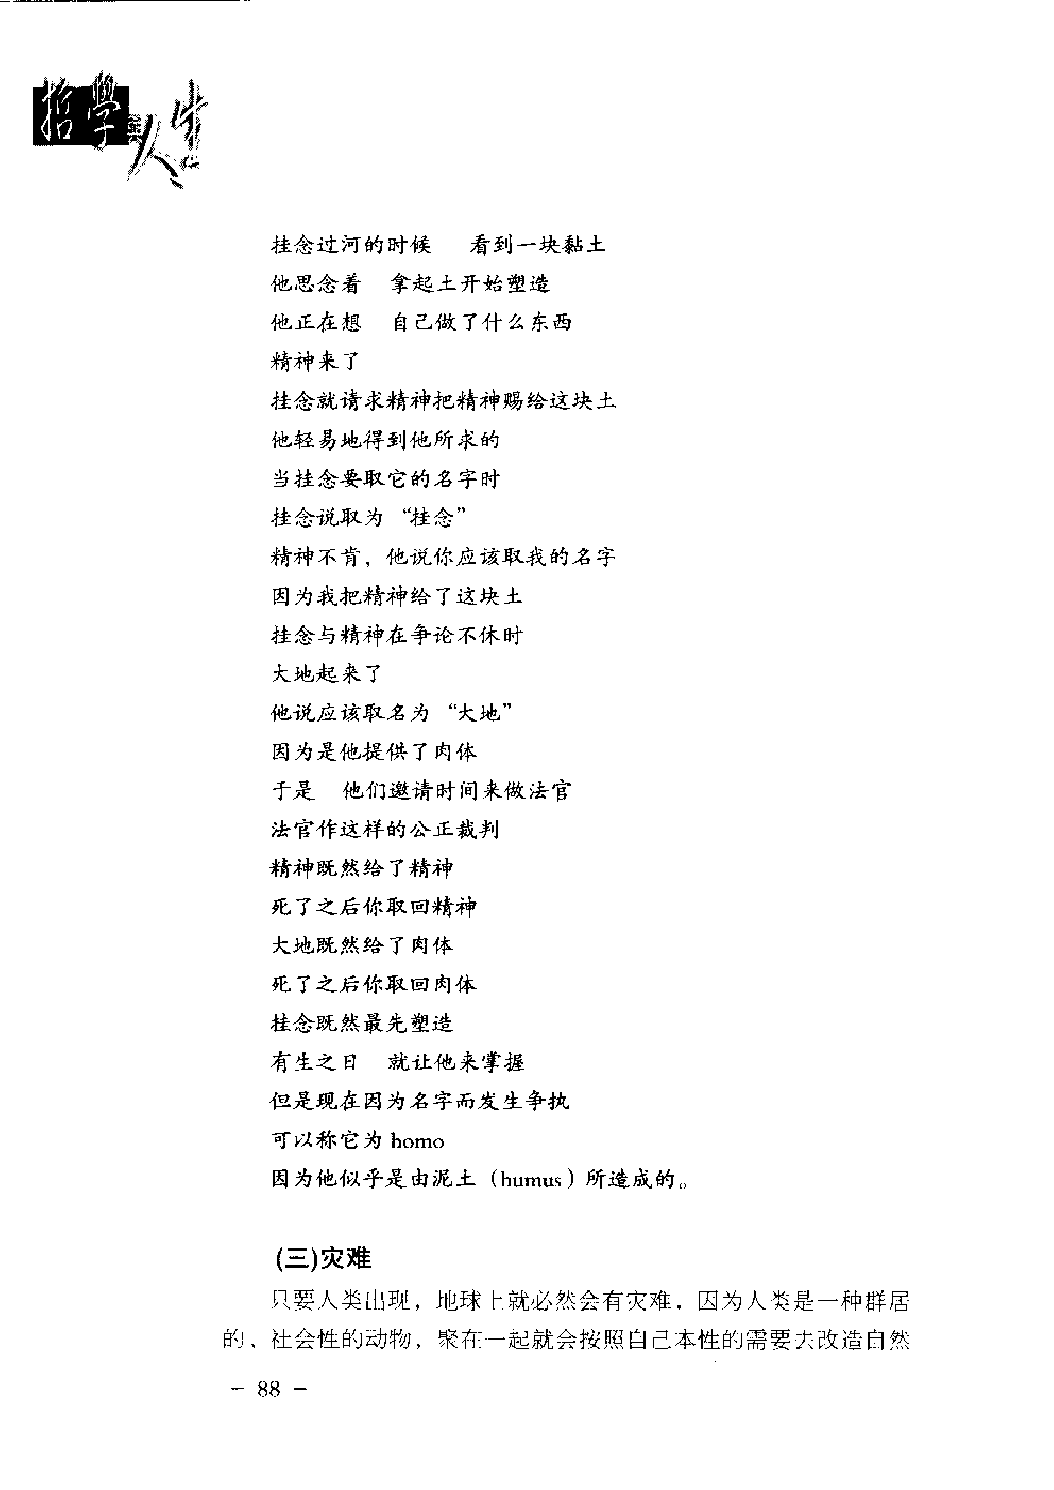 哲學與人生
挂念过河的时候 看到一块黏土
他思念着 拿起土开始塑造
他正在想 自己做了什么东西
精神来了
挂念就请求精神把精神赐给这块土
他轻易地得到他所求的
当挂念要取它的名字时
挂念说取为“挂念”
精神不肯，他说你应该取我的名字
因为我把精神给了这块土
挂念与精神在争论不休时
大地起来了
他说应该取名为“大地”
因为是他提供了肉体
于是 他们邀请时间来做法官
法官作这样的公正裁判
精神既然给了精神
死了之后你取回精神
大地既然给了肉体
死了之后你取回肉体
挂念既然最先塑造
有生之日 就让他来掌握
但是现在因为名字而发生争执
可以称它为 homo
因为他似乎是由泥土（humus）所造成的。
(三)灾难
只要人类出现，地球上就必然会有灾难，因为人类是一种群居
的、社会性的动物，聚在一起就会按照自己本性的需要去改造自然
－ 88 －